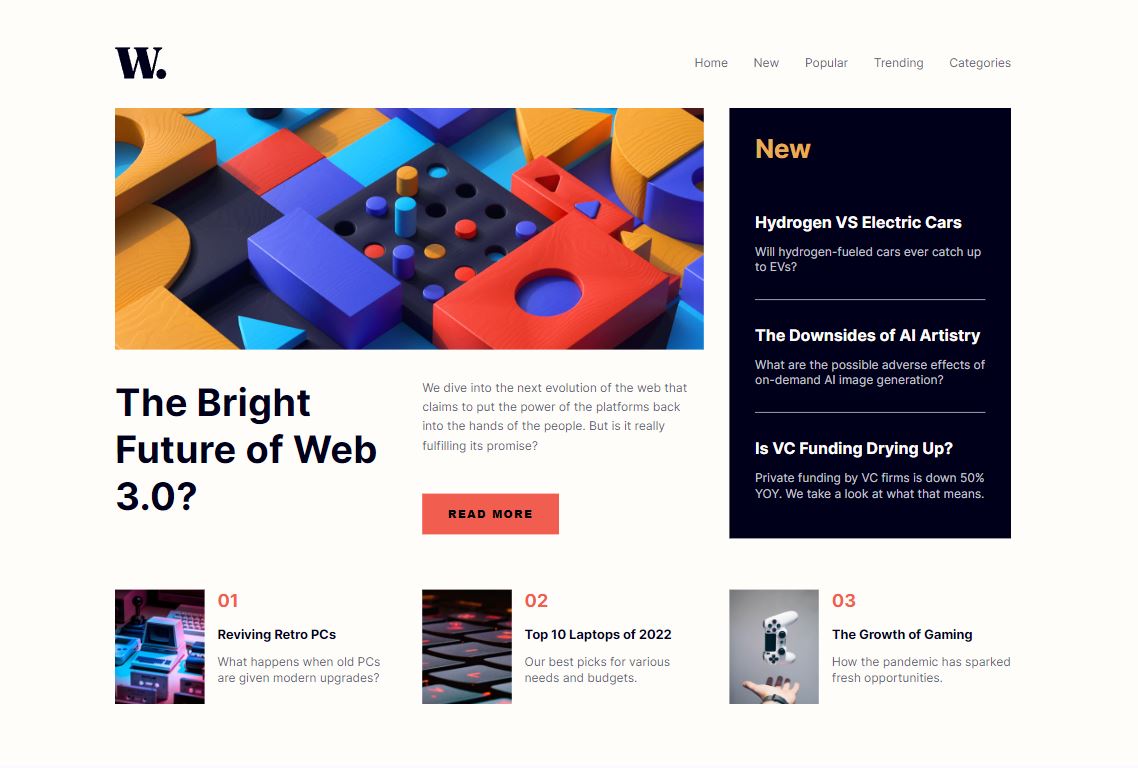 W.
Home New Popular Trending Categories
The Bright
Future of Web
3.0?
We dive into the next evolution of the web that
claims to put the power of the platforms back
into the hands of the people. But is it really
fulfilling its promise?
READ MORE
New
Hydrogen VS Electric Cars
Will hydrogen-fueled cars ever catch up
to EVs?
The Downsides of AI Artistry
What are the possible adverse effects of
on-demand AI image generation?
Is VC Funding Drying Up?
Private funding by VC firms is down 50%
YOY. We take a look at what that means.
01
Reviving Retro PCs
What happens when old PCs
are given modern upgrades?
02
Top 10 Laptops of 2022
Our best picks for various
needs and budgets.
03
The Growth of Gaming
How the pandemic has sparked
fresh opportunities.